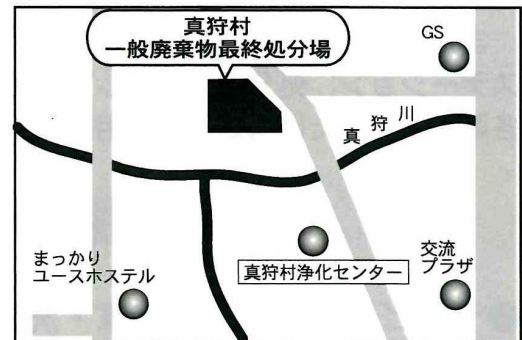 真狩村
一般廃棄物最終処分場
GS
真狩川
まっかり
ユースホステル
真狩村浄化センター
交流
プラザ